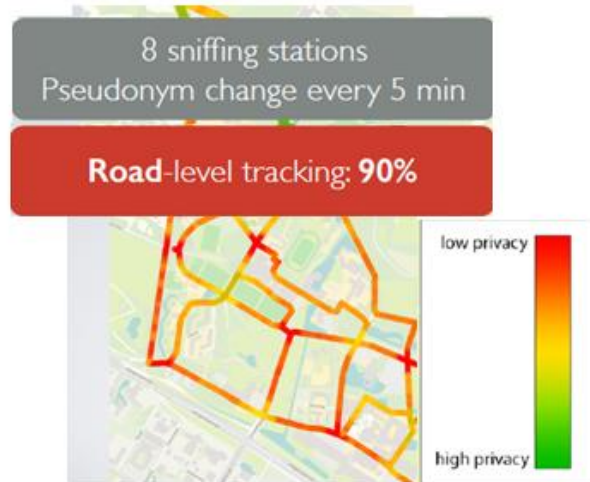 8 sniffing stations
Pseudonym change every 5 min
Road-level tracking: 90%
low privacy
high privacy